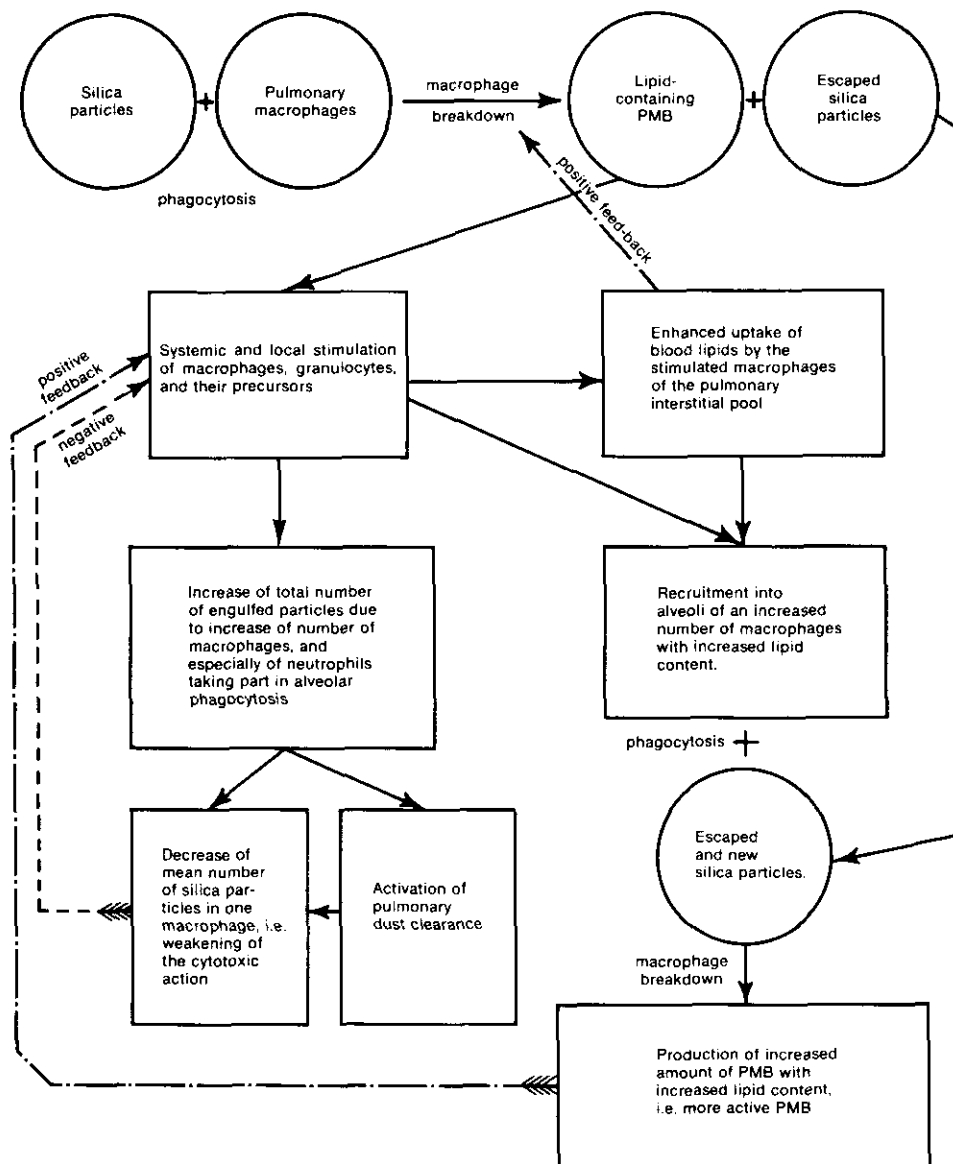 Silica
particles
+
Pulmonary
macrophages
macrophage
breakdown
Lipid-
containing
PMB
+
Escaped
silica
particles
phagocytosis
positive feed-back
Systemic and local stimulation
of macrophages, granulocytes,
and their precursors
Enhanced uptake of
blood lipids by the
stimulated macrophages
of the pulmonary
interstitial pool
positive
feedback
negative
feedback
Increase of total number
of engulfed particles due
to increase of number of
macrophages, and
especially of neutrophils
taking part in alveolar
phagocytosis
Recruitment into
alveoli of an increased
number of macrophages
with increased lipid
content.
phagocytosis +
Decrease of
mean number
of silica par-
ticles in one
macrophage, i.e.
weakening of
the cytotoxic
action
Activation of
pulmonary
dust clearance
Escaped
and new
silica particles.
macrophage
breakdown
Production of increased
amount of PMB with
increased lipid content,
i.e. more active PMB